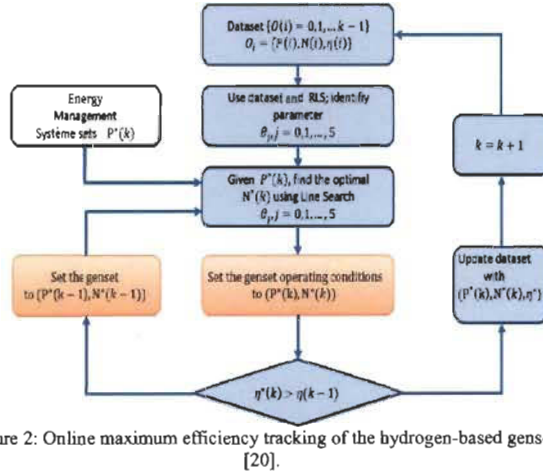 Dataset {O(i) = 0,1,...k − 1}
O_i = {P(i),N(i),η(i)}
Use dataset and RLS; identify
parameter
θ_j, j = 0,1,...,5
Energy
Management
Système sets P*(k)
Given P*(k), find the optimal
N*(k) using Line Search
θ_j, j = 0,1,...,5
k = k + 1
Set the genset
to (P*(k−1),N*(k−1))
Set the genset operating conditions
to (P*(k),N*(k))
Update dataset
with
(P*(k),N*(k),η*)
η*(k) > η(k−1)
ure 2: Online maximum efficiency tracking of the hydrogen-based gens
[20].